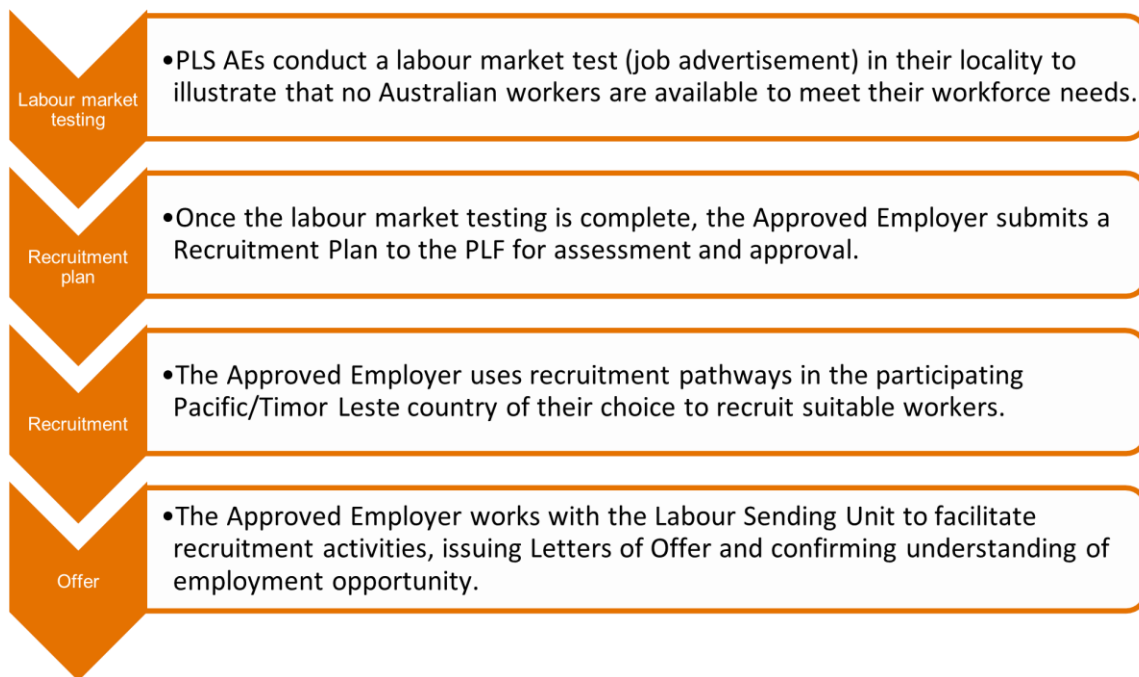 Labour market
testing
•PLS AEs conduct a labour market test (job advertisement) in their locality to
illustrate that no Australian workers are available to meet their workforce needs.
Recruitment
plan
•Once the labour market testing is complete, the Approved Employer submits a
Recruitment Plan to the PLF for assessment and approval.
Recruitment
•The Approved Employer uses recruitment pathways in the participating
Pacific/Timor Leste country of their choice to recruit suitable workers.
Offer
•The Approved Employer works with the Labour Sending Unit to facilitate
recruitment activities, issuing Letters of Offer and confirming understanding of
employment opportunity.